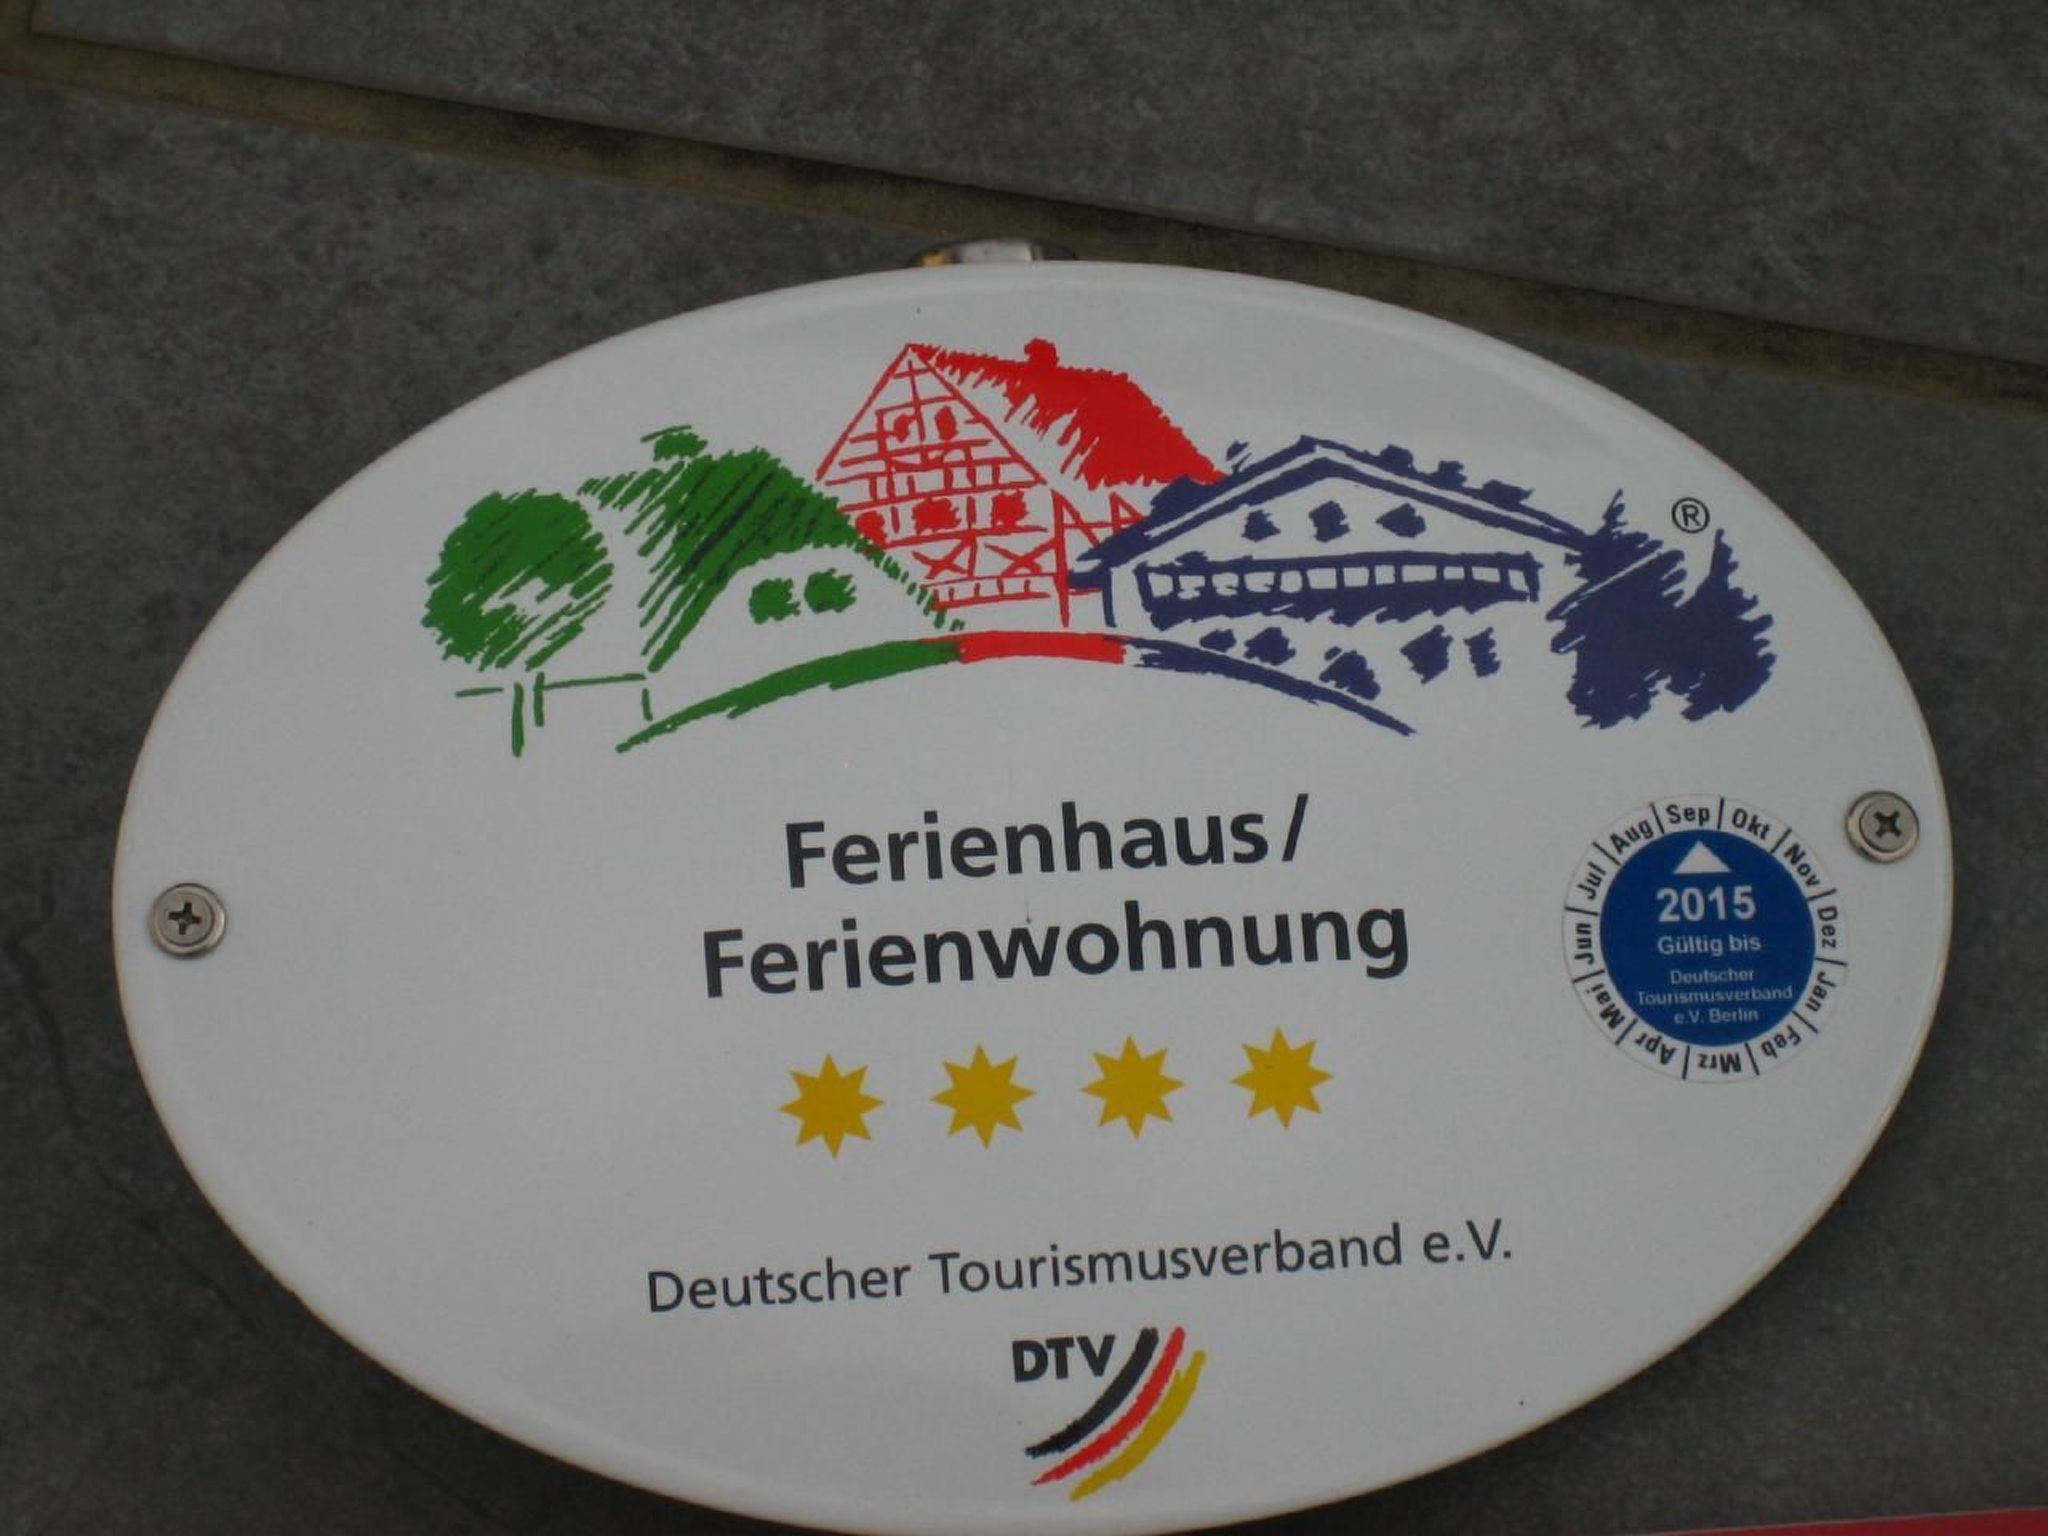 ®
Ferienhaus/
Ferienwohnung
Jan Feb Mrz Apr Mai Jun Jul Aug Sep Okt Nov Dez
2015
Gültig bis
Deutscher
Tourismusverband
e.V. Berlin
Deutscher Tourismusverband e.V.
DTV